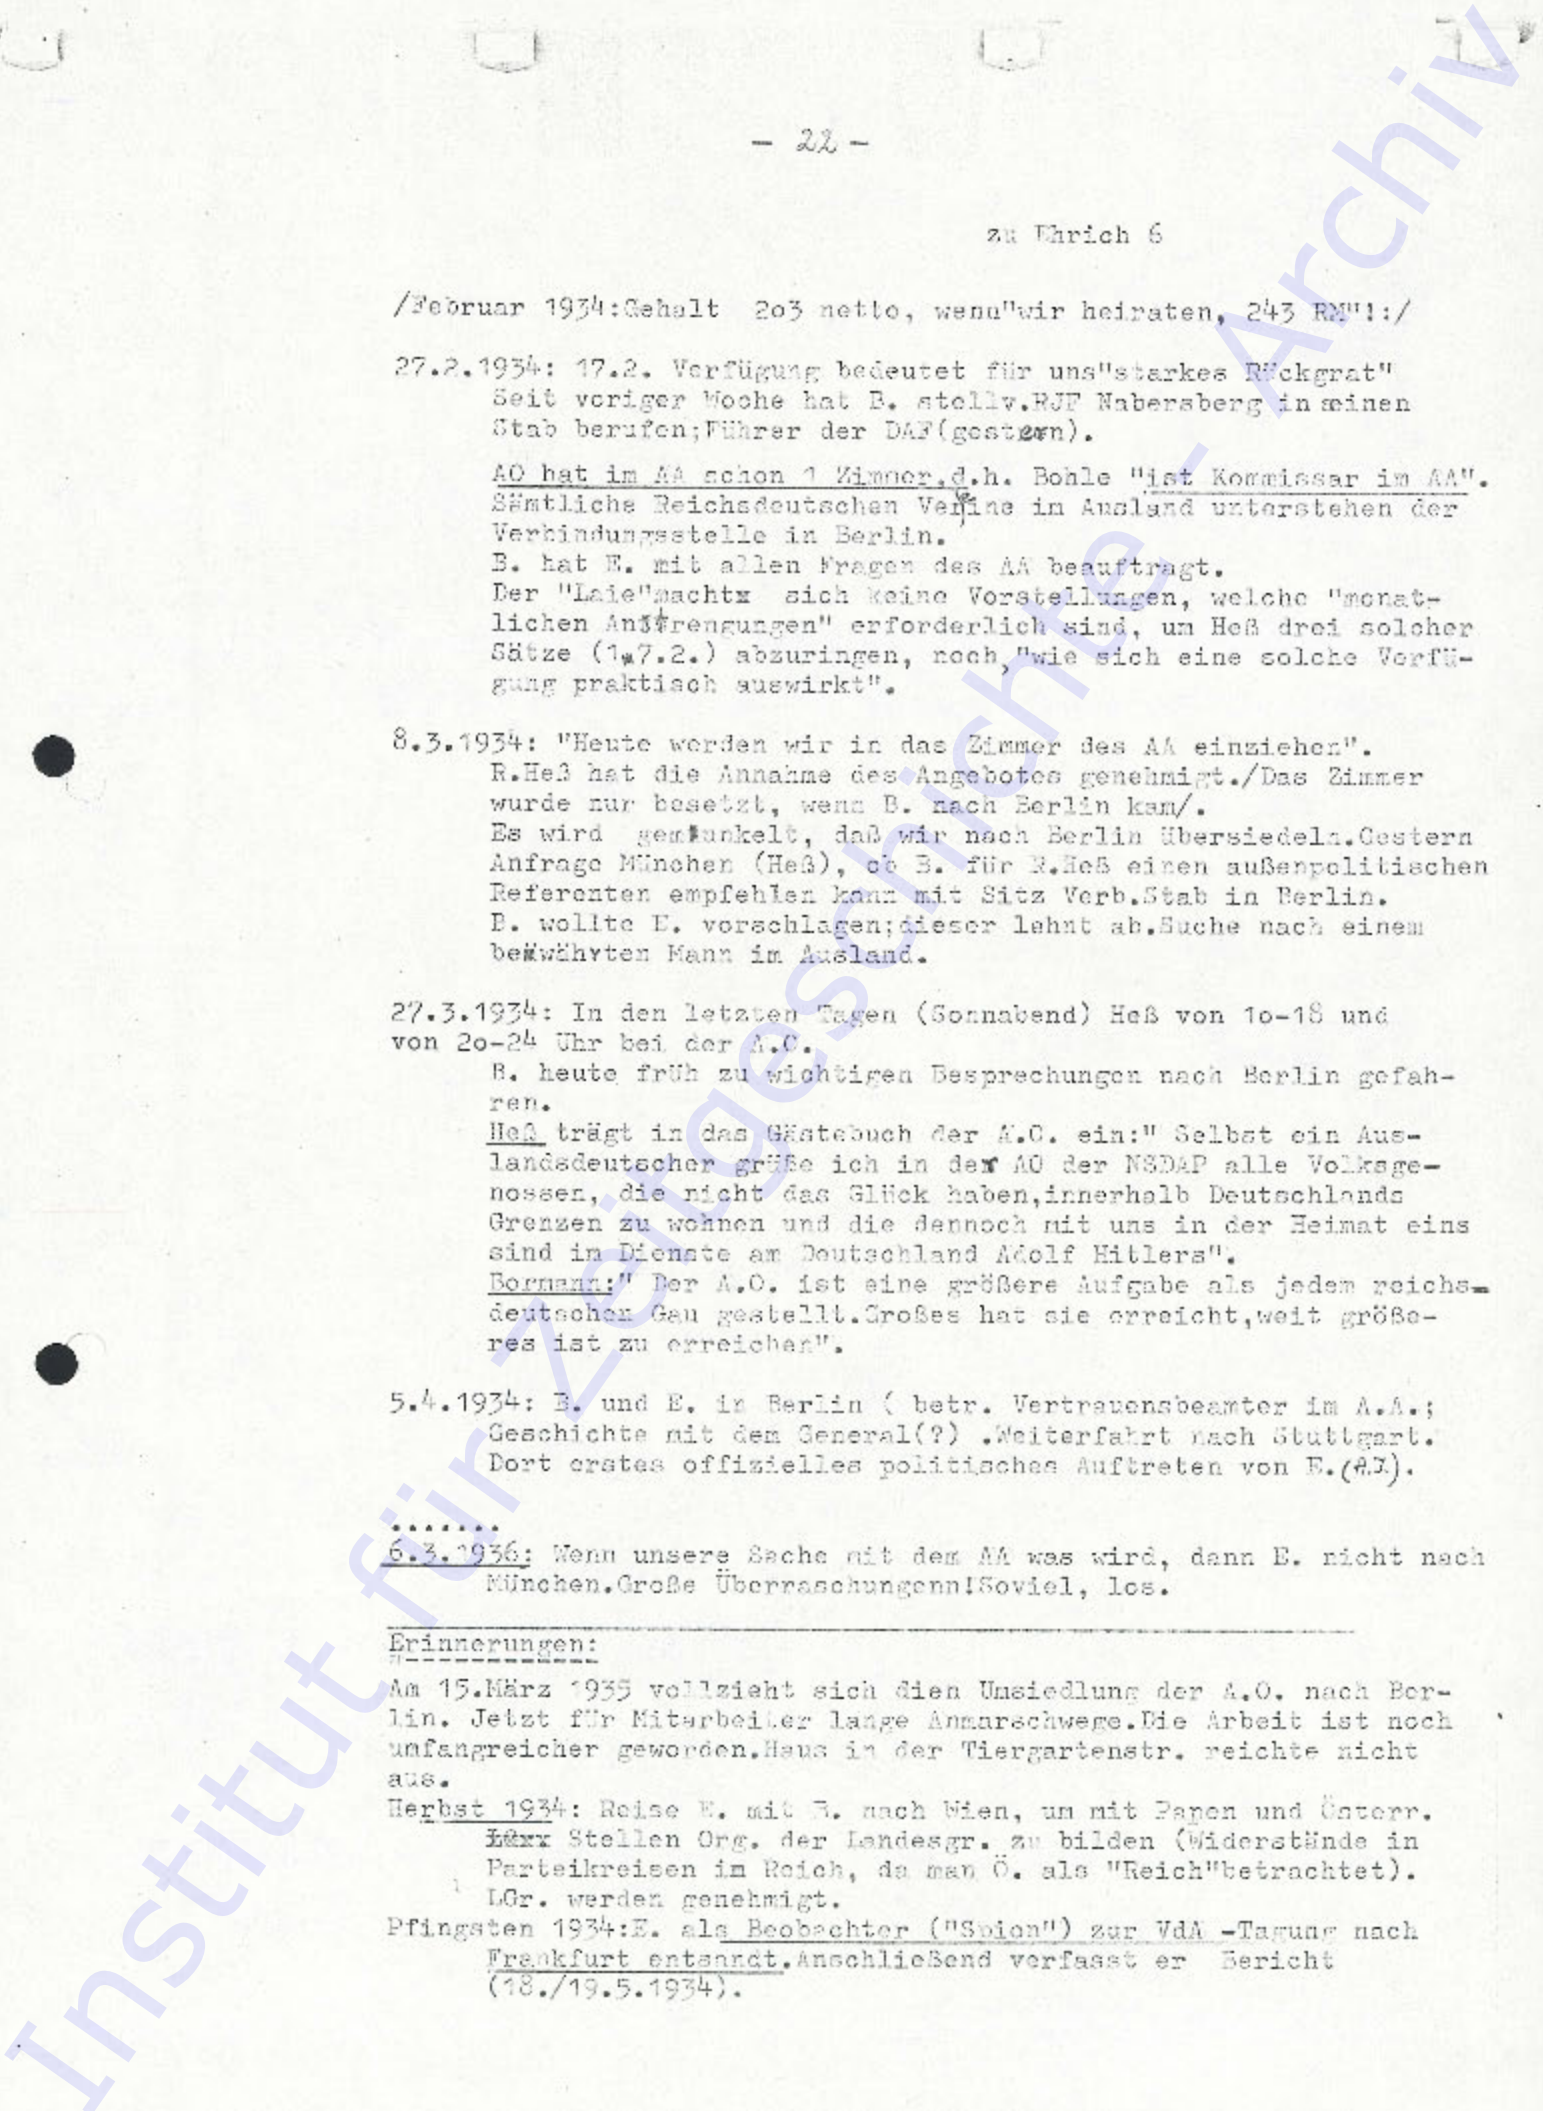 - 22 -
zu Ehrich 6
/Februar 1934:Gehalt 2o3 netto, wenn"wir heiraten, 243 RM"!:/
27.2.1934: 17.2. Verfügung bedeutet für uns"starkes Rückgrat"
Seit voriger Woche hat B. stellv.RJF Nabersberg in seinen
Stab berufen;Führer der DAF(gestern).
AO hat im AA schon 1 Zimmer,d.h. Bohle "ist Kommissar im AA".
Sämtliche Reichsdeutschen Vereine im Ausland unterstehen der
Verbindungsstelle in Berlin.
B. hat E. mit allen Fragen des AA beauftragt.
Der "Laie"machtx sich keine Vorstellungen, welche "monat-
lichen Anstrengungen" erforderlich sind, um Heß drei solcher
Sätze (17.2.) abzuringen, noch,"wie sich eine solche Verfü-
gung praktisch auswirkt".
8.3.1934: "Heute werden wir in das Zimmer des AA einziehen".
R.Heß hat die Annahme des Angebotes genehmigt./Das Zimmer
wurde nur besetzt, wenn B. nach Berlin kam/.
Es wird gemunkelt, daß wir nach Berlin übersiedeln.Gestern
Anfrage München (Heß), ob B. für R.Heß einen außenpolitischen
Referenten empfehlen kann mit Sitz Verb.Stab in Berlin.
B. wollte E. vorschlagen;dieser lehnt ab.Suche nach einem
bewährten Mann im Ausland.
27.3.1934: In den letzten Tagen (Sonnabend) Heß von 1o-18 und
von 2o-24 Uhr bei der A.O.
B. heute früh zu wichtigen Besprechungen nach Berlin gefah-
ren.
Heß trägt in das Gästebuch der A.O. ein:" Selbst ein Aus-
landsdeutscher grüße ich in der AO der NSDAP alle Volksge-
nossen, die nicht das Glück haben,innerhalb Deutschlands
Grenzen zu wohnen und die dennoch mit uns in der Heimat eins
sind im Dienste am Deutschland Adolf Hitlers".
Bormann:" Der A.O. ist eine größere Aufgabe als jedem reichs-
deutschen Gau gestellt.Großes hat sie erreicht,weit größe-
res ist zu erreichen".
5.4.1934: B. und E. in Berlin ( betr. Vertrauensbeamter im A.A.;
Geschichte mit dem General(?) .Weiterfahrt nach Stuttgart.
Dort erstes offizielles politisches Auftreten von E.(A.I).
.......
6.3.1936: Wenn unsere Sache mit dem AA was wird, dann E. nicht nach
München.Große Überraschungenn!Soviel, los.
Erinnerungen:
Am 15.März 1935 vollzieht sich dien Umsiedlung der A.O. nach Ber-
lin. Jetzt für Mitarbeiter lange Anmarschwege.Die Arbeit ist noch
umfangreicher geworden.Haus in der Tiergartenstr. reichte nicht
aus.
Herbst 1934: Reise E. mit B. nach Wien, um mit Papen und Österr.
Stellen Org. der Landesgr. zu bilden (Widerstände in
Parteikreisen im Reich, da man Ö. als "Reich"betrachtet).
LGr. werden genehmigt.
Pfingsten 1934:E. als Beobachter ("Spion") zur VdA -Tagung nach
Frankfurt entsandt.Anschließend verfasst er Bericht
(18./19.5.1934).
Institut für Zeitgeschichte - Archiv